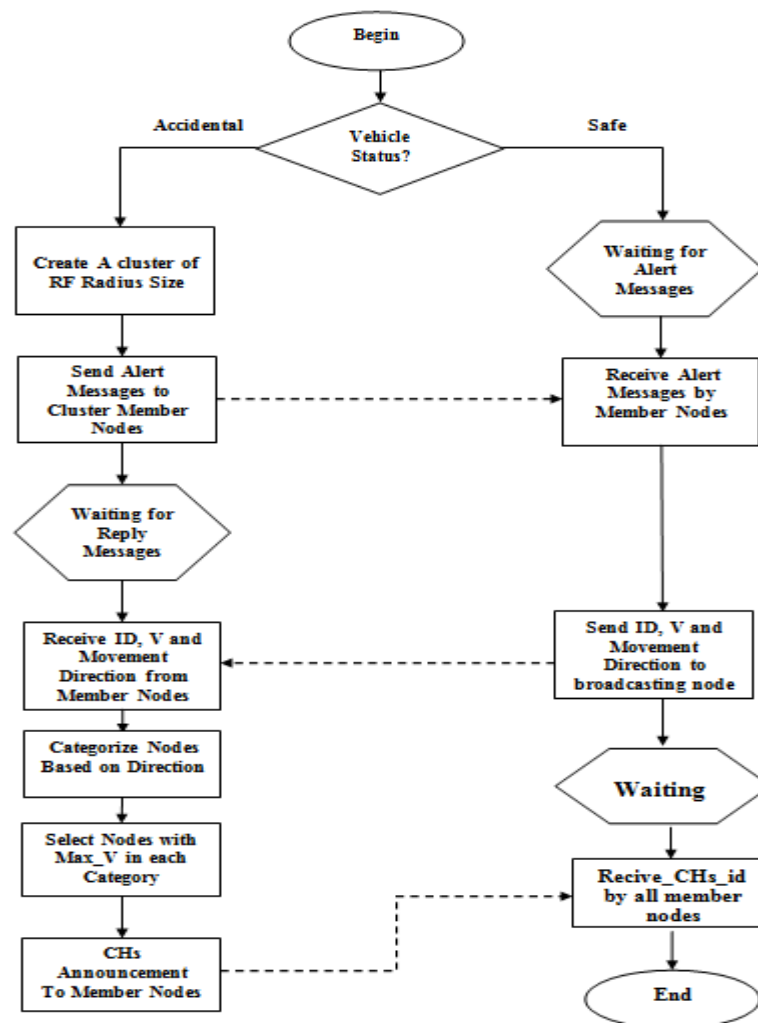 Begin
Accidental
Vehicle
Status?
Safe
Create A cluster of
RF Radius Size
Waiting for
Alert
Messages
Send Alert
Messages to
Cluster Member
Nodes
Receive Alert
Messages by
Member Nodes
Waiting for
Reply
Messages
Receive ID, V and
Movement
Direction from
Member Nodes
Send ID, V and
Movement
Direction to
broadcasting node
Categorize Nodes
Based on Direction
Waiting
Select Nodes with
Max_V in each
Category
Recive_CHs_id
by all member
nodes
CHs
Announcement
To Member Nodes
End